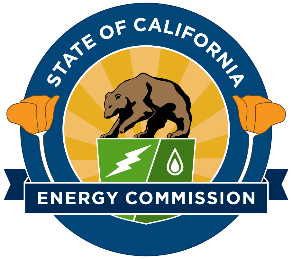 STATE OF CALIFORNIA
ENERGY COMMISSION